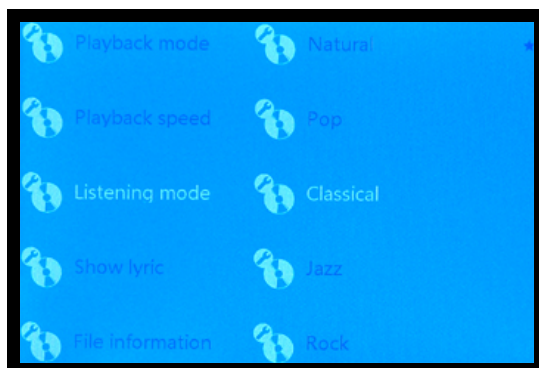 Playback mode Natural
Playback speed Pop
Listening mode Classical
Show lyric Jazz
File information Rock